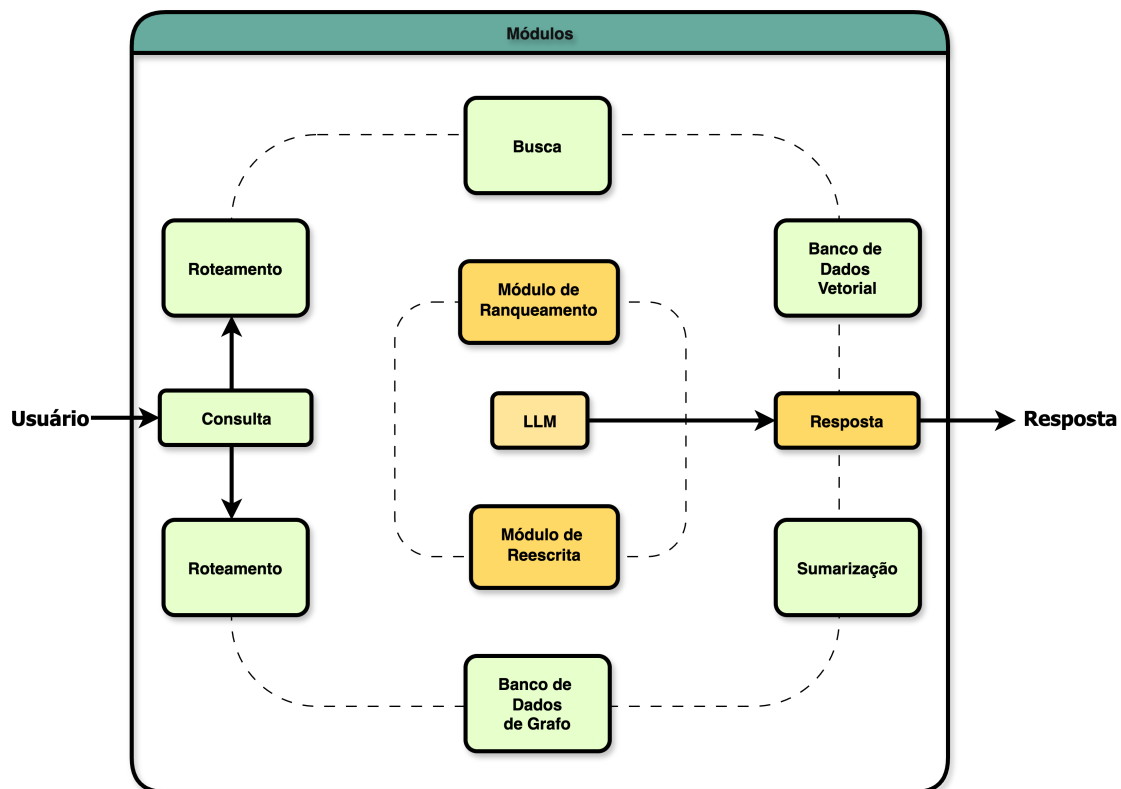 Módulos
Busca
Roteamento
Banco de
Dados
Vetorial
Módulo de
Ranqueamento
Usuário
Consulta
LLM
Resposta
Resposta
Módulo de
Reescrita
Roteamento
Sumarização
Banco de
Dados
de Grafo